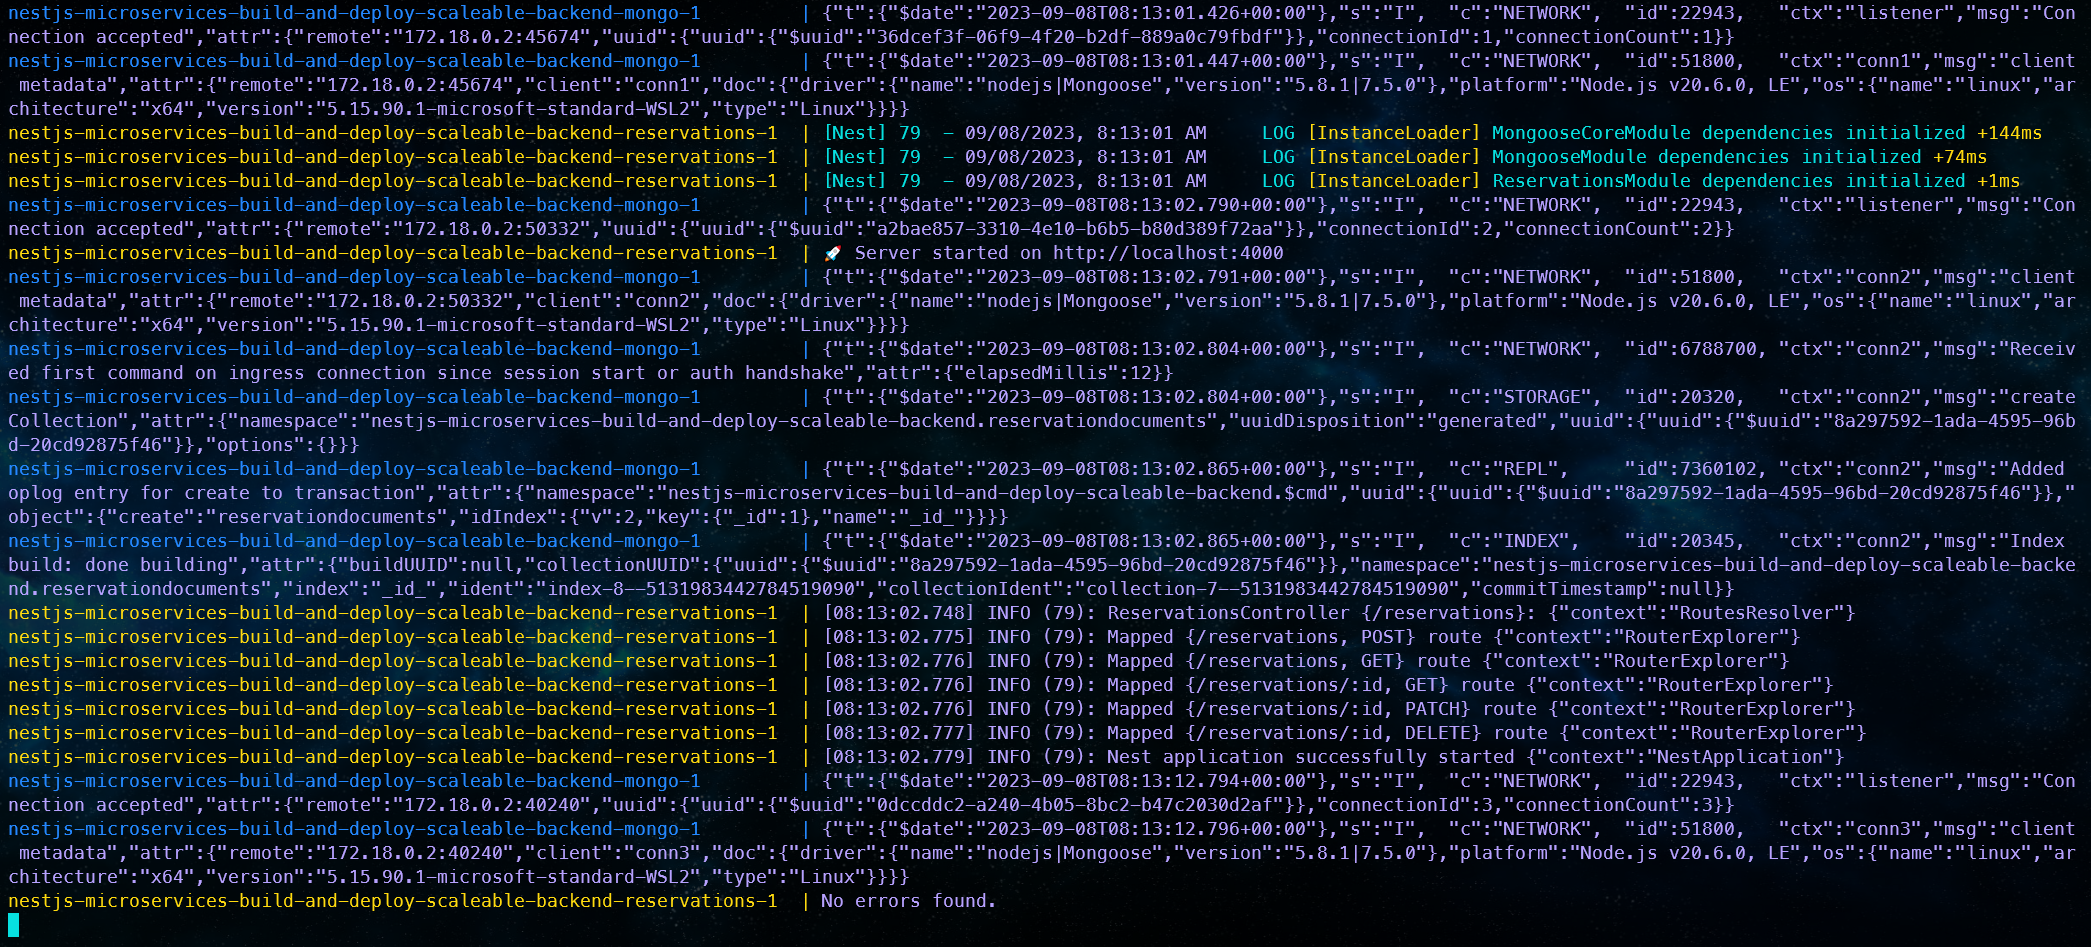 nestjs-microservices-build-and-deploy-scaleable-backend-mongo-1         | {"t":{"$date":"2023-09-08T08:13:01.426+00:00"},"s":"I",  "c":"NETWORK",  "id":22943,   "ctx":"listener","msg":"Con
nection accepted","attr":{"remote":"172.18.0.2:45674","uuid":{"uuid":{"$uuid":"36dcef3f-06f9-4f20-b2df-889a0c79fbdf"}},"connectionId":1,"connectionCount":1}}
nestjs-microservices-build-and-deploy-scaleable-backend-mongo-1         | {"t":{"$date":"2023-09-08T08:13:01.447+00:00"},"s":"I",  "c":"NETWORK",  "id":51800,   "ctx":"conn1","msg":"client
 metadata","attr":{"remote":"172.18.0.2:45674","client":"conn1","doc":{"driver":{"name":"nodejs|Mongoose","version":"5.8.1|7.5.0"},"platform":"Node.js v20.6.0, LE","os":{"name":"linux","ar
chitecture":"x64","version":"5.15.90.1-microsoft-standard-WSL2","type":"Linux"}}}}
nestjs-microservices-build-and-deploy-scaleable-backend-reservations-1  | [Nest] 79  - 09/08/2023, 8:13:01 AM     LOG [InstanceLoader] MongooseCoreModule dependencies initialized +144ms
nestjs-microservices-build-and-deploy-scaleable-backend-reservations-1  | [Nest] 79  - 09/08/2023, 8:13:01 AM     LOG [InstanceLoader] MongooseModule dependencies initialized +74ms
nestjs-microservices-build-and-deploy-scaleable-backend-reservations-1  | [Nest] 79  - 09/08/2023, 8:13:01 AM     LOG [InstanceLoader] ReservationsModule dependencies initialized +1ms
nestjs-microservices-build-and-deploy-scaleable-backend-mongo-1         | {"t":{"$date":"2023-09-08T08:13:02.790+00:00"},"s":"I",  "c":"NETWORK",  "id":22943,   "ctx":"listener","msg":"Con
nection accepted","attr":{"remote":"172.18.0.2:50332","uuid":{"uuid":{"$uuid":"a2bae857-3310-4e10-b6b5-b80d389f72aa"}},"connectionId":2,"connectionCount":2}}
nestjs-microservices-build-and-deploy-scaleable-backend-reservations-1  | 🚀 Server started on http://localhost:4000
nestjs-microservices-build-and-deploy-scaleable-backend-mongo-1         | {"t":{"$date":"2023-09-08T08:13:02.791+00:00"},"s":"I",  "c":"NETWORK",  "id":51800,   "ctx":"conn2","msg":"client
 metadata","attr":{"remote":"172.18.0.2:50332","client":"conn2","doc":{"driver":{"name":"nodejs|Mongoose","version":"5.8.1|7.5.0"},"platform":"Node.js v20.6.0, LE","os":{"name":"linux","ar
chitecture":"x64","version":"5.15.90.1-microsoft-standard-WSL2","type":"Linux"}}}}
nestjs-microservices-build-and-deploy-scaleable-backend-mongo-1         | {"t":{"$date":"2023-09-08T08:13:02.804+00:00"},"s":"I",  "c":"NETWORK",  "id":6788700, "ctx":"conn2","msg":"Receiv
ed first command on ingress connection since session start or auth handshake","attr":{"elapsedMillis":12}}
nestjs-microservices-build-and-deploy-scaleable-backend-mongo-1         | {"t":{"$date":"2023-09-08T08:13:02.804+00:00"},"s":"I",  "c":"STORAGE",  "id":20320,   "ctx":"conn2","msg":"create
Collection","attr":{"namespace":"nestjs-microservices-build-and-deploy-scaleable-backend.reservationdocuments","uuidDisposition":"generated","uuid":{"uuid":{"$uuid":"8a297592-1ada-4595-96b
d-20cd92875f46"}},"options":{}}}
nestjs-microservices-build-and-deploy-scaleable-backend-mongo-1         | {"t":{"$date":"2023-09-08T08:13:02.865+00:00"},"s":"I",  "c":"REPL",     "id":7360102, "ctx":"conn2","msg":"Added
oplog entry for create to transaction","attr":{"namespace":"nestjs-microservices-build-and-deploy-scaleable-backend.$cmd","uuid":{"uuid":{"$uuid":"8a297592-1ada-4595-96bd-20cd92875f46"}},"
object":{"create":"reservationdocuments","idIndex":{"v":2,"key":{"_id":1},"name":"_id_"}}}}
nestjs-microservices-build-and-deploy-scaleable-backend-mongo-1         | {"t":{"$date":"2023-09-08T08:13:02.865+00:00"},"s":"I",  "c":"INDEX",    "id":20345,   "ctx":"conn2","msg":"Index
build: done building","attr":{"buildUUID":null,"collectionUUID":{"uuid":{"$uuid":"8a297592-1ada-4595-96bd-20cd92875f46"}},"namespace":"nestjs-microservices-build-and-deploy-scaleable-backe
nd.reservationdocuments","index":"_id_","ident":"index-8--5131983442784519090","collectionIdent":"collection-7--5131983442784519090","commitTimestamp":null}}
nestjs-microservices-build-and-deploy-scaleable-backend-reservations-1  | [08:13:02.748] INFO (79): ReservationsController {/reservations}: {"context":"RoutesResolver"}
nestjs-microservices-build-and-deploy-scaleable-backend-reservations-1  | [08:13:02.775] INFO (79): Mapped {/reservations, POST} route {"context":"RouterExplorer"}
nestjs-microservices-build-and-deploy-scaleable-backend-reservations-1  | [08:13:02.776] INFO (79): Mapped {/reservations, GET} route {"context":"RouterExplorer"}
nestjs-microservices-build-and-deploy-scaleable-backend-reservations-1  | [08:13:02.776] INFO (79): Mapped {/reservations/:id, GET} route {"context":"RouterExplorer"}
nestjs-microservices-build-and-deploy-scaleable-backend-reservations-1  | [08:13:02.776] INFO (79): Mapped {/reservations/:id, PATCH} route {"context":"RouterExplorer"}
nestjs-microservices-build-and-deploy-scaleable-backend-reservations-1  | [08:13:02.777] INFO (79): Mapped {/reservations/:id, DELETE} route {"context":"RouterExplorer"}
nestjs-microservices-build-and-deploy-scaleable-backend-reservations-1  | [08:13:02.779] INFO (79): Nest application successfully started {"context":"NestApplication"}
nestjs-microservices-build-and-deploy-scaleable-backend-mongo-1         | {"t":{"$date":"2023-09-08T08:13:12.794+00:00"},"s":"I",  "c":"NETWORK",  "id":22943,   "ctx":"listener","msg":"Con
nection accepted","attr":{"remote":"172.18.0.2:40240","uuid":{"uuid":{"$uuid":"0dccddc2-a240-4b05-8bc2-b47c2030d2af"}},"connectionId":3,"connectionCount":3}}
nestjs-microservices-build-and-deploy-scaleable-backend-mongo-1         | {"t":{"$date":"2023-09-08T08:13:12.796+00:00"},"s":"I",  "c":"NETWORK",  "id":51800,   "ctx":"conn3","msg":"client
 metadata","attr":{"remote":"172.18.0.2:40240","client":"conn3","doc":{"driver":{"name":"nodejs|Mongoose","version":"5.8.1|7.5.0"},"platform":"Node.js v20.6.0, LE","os":{"name":"linux","ar
chitecture":"x64","version":"5.15.90.1-microsoft-standard-WSL2","type":"Linux"}}}}
nestjs-microservices-build-and-deploy-scaleable-backend-reservations-1  | No errors found.